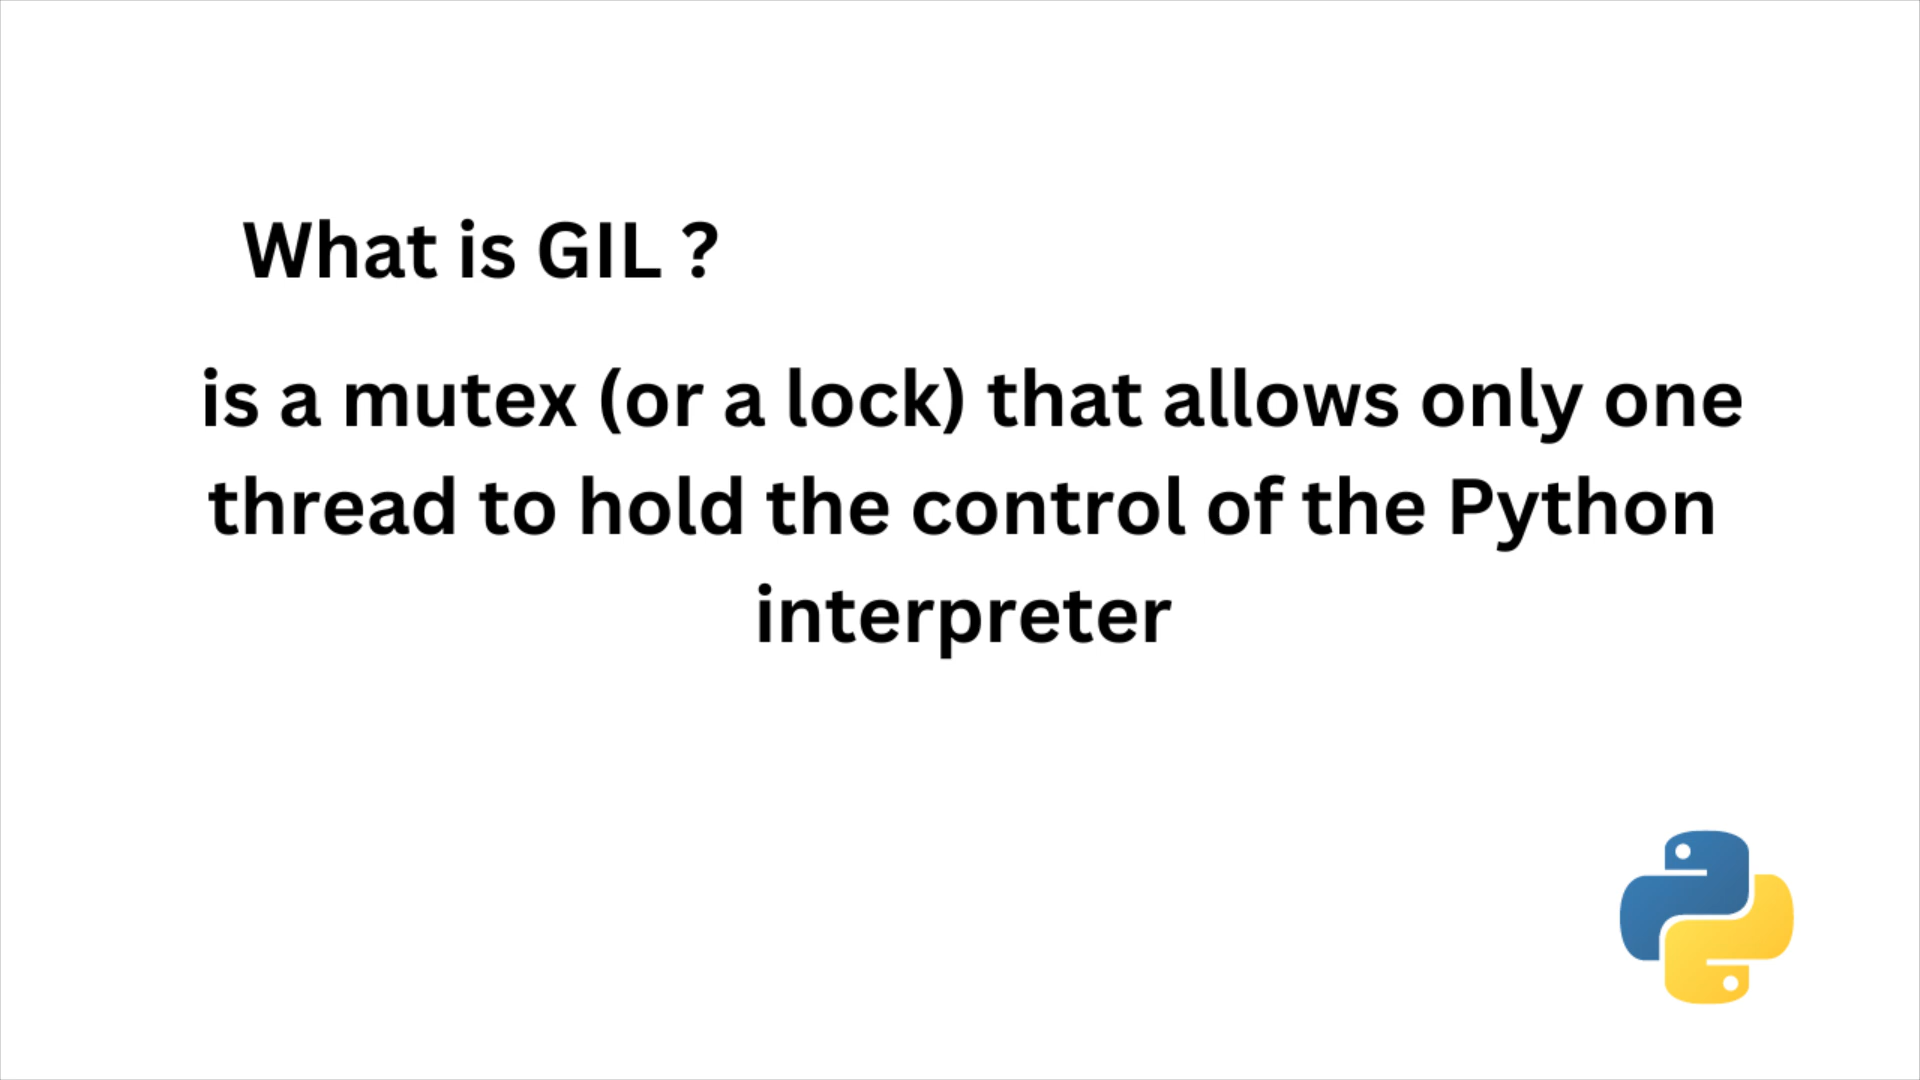 What is GIL ?
is a mutex (or a lock) that allows only one
thread to hold the control of the Python
interpreter